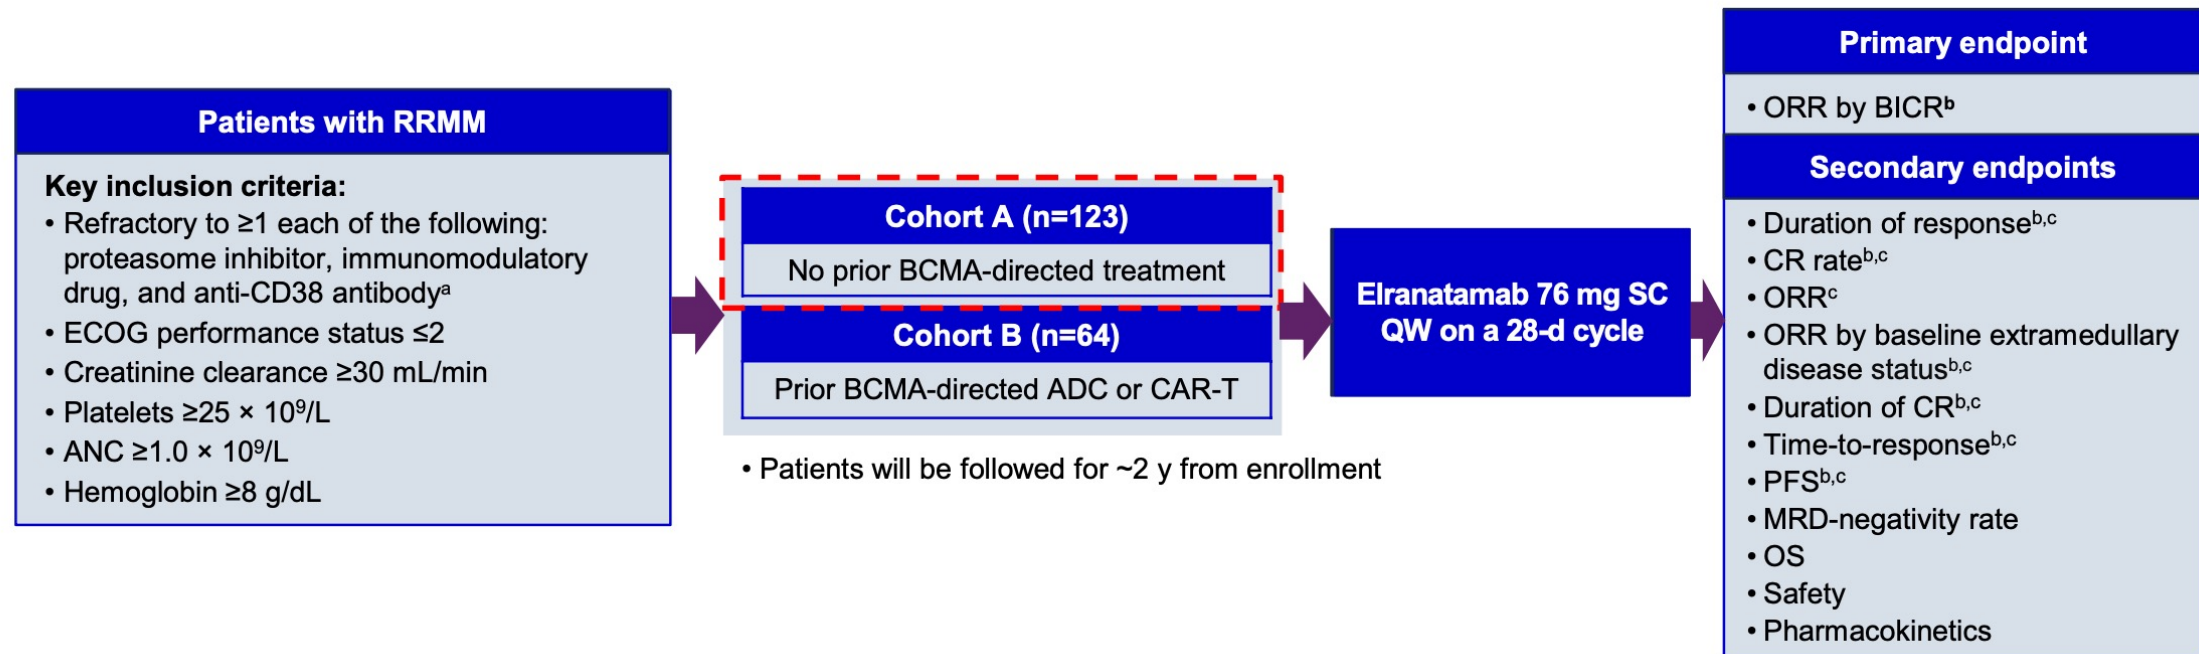 Patients with RRMM
Key inclusion criteria:
• Refractory to ≥1 each of the following:
proteasome inhibitor, immunomodulatory
drug, and anti-CD38 antibodyᵃ
• ECOG performance status ≤2
• Creatinine clearance ≥30 mL/min
• Platelets ≥25 × 10⁹/L
• ANC ≥1.0 × 10⁹/L
• Hemoglobin ≥8 g/dL
Cohort A (n=123)
No prior BCMA-directed treatment
Cohort B (n=64)
Prior BCMA-directed ADC or CAR-T
• Patients will be followed for ~2 y from enrollment
Elranatamab 76 mg SC
QW on a 28-d cycle
Primary endpoint
• ORR by BICRᵇ
Secondary endpoints
• Duration of responseᵇ,ᶜ
• CR rateᵇ,ᶜ
• ORRᶜ
• ORR by baseline extramedullary
disease statusᵇ,ᶜ
• Duration of CRᵇ,ᶜ
• Time-to-responseᵇ,ᶜ
• PFSᵇ,ᶜ
• MRD-negativity rate
• OS
• Safety
• Pharmacokinetics